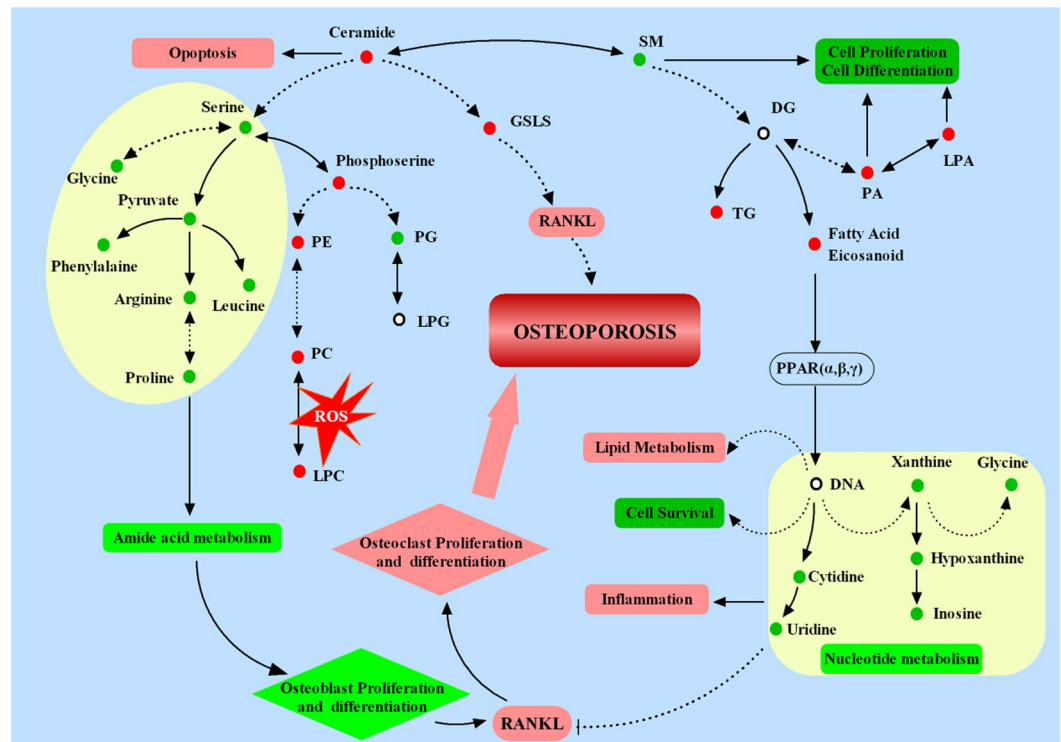 Ceramide
SM
Opoptosis
Cell Proliferation
Cell Differentiation
Serine
GSLS
DG
LPA
Glycine
Phosphoserine
PA
Pyruvate
TG
RANKL
PE
PG
Fatty Acid
Eicosanoid
Phenylalaine
Arginine
Leucine
LPG
OSTEOPOROSIS
PC
Proline
PPAR(α,β,γ)
ROS
Lipid Metabolism
Xanthine
Glycine
LPC
DNA
Cell Survival
Amide acid metabolism
Osteoclast Proliferation
and differentiation
Hypoxanthine
Cytidine
Inflammation
Inosine
Uridine
Nucleotide metabolism
Osteoblast Proliferation
and differentiation
RANKL